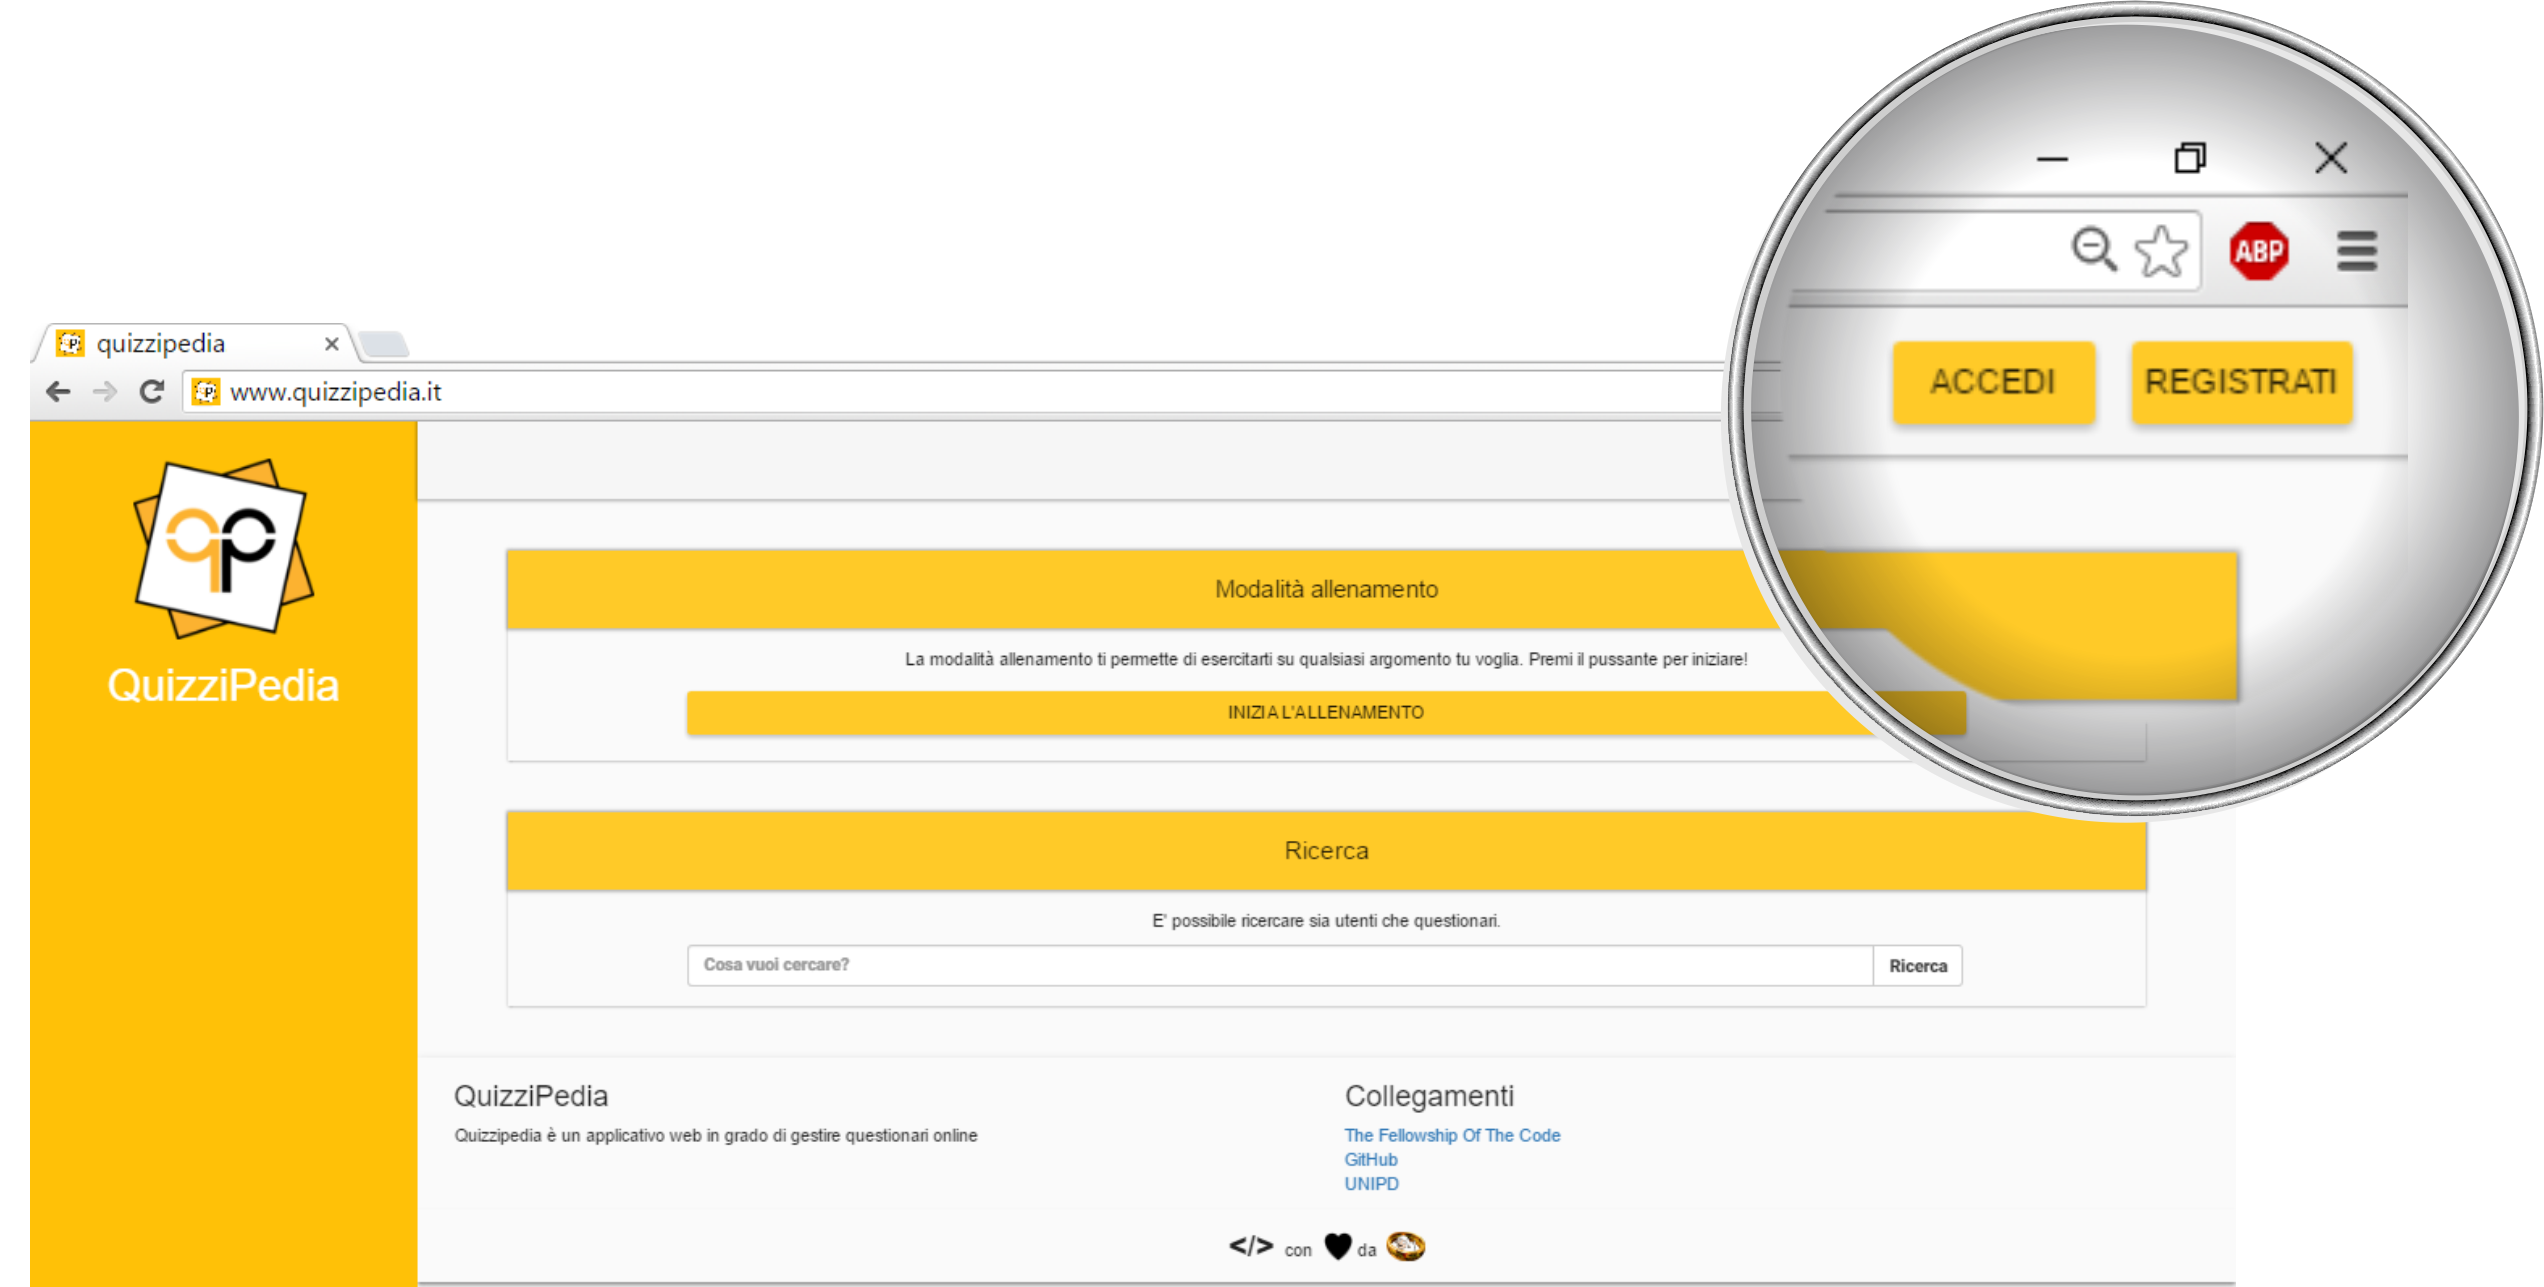 quizzipedia
www.quizzipedia.it
ABP
ACCEDI REGISTRATI
qp
QuizziPedia
Modalità allenamento
La modalità allenamento ti permette di esercitarti su qualsiasi argomento tu voglia. Premi il pussante per iniziare!
INIZIA L'ALLENAMENTO
Ricerca
E' possibile ricercare sia utenti che questionari.
Cosa vuoi cercare? Ricerca
QuizziPedia
Quizzipedia è un applicativo web in grado di gestire questionari online
Collegamenti
The Fellowship Of The Code
GitHub
UNIPD
</> con ♥ da